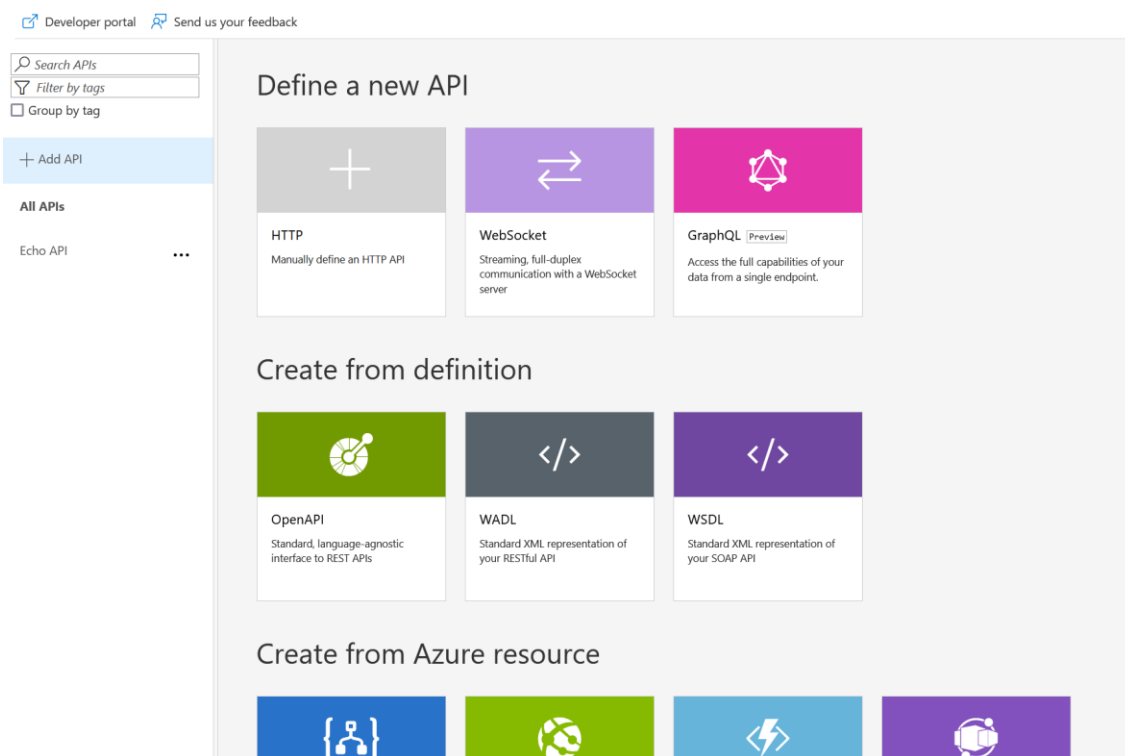 Developer portal
Send us your feedback
Search APIs
Filter by tags
Group by tag
Add API
All APIs
Echo API
Define a new API
HTTP
Manually define an HTTP API
WebSocket
Streaming, full-duplex
communication with a WebSocket
server
GraphQL Preview
Access the full capabilities of your
data from a single endpoint.
Create from definition
OpenAPI
Standard, language-agnostic
interface to REST APIs
WADL
Standard XML representation of
your RESTful API
WSDL
Standard XML representation of
your SOAP API
Create from Azure resource